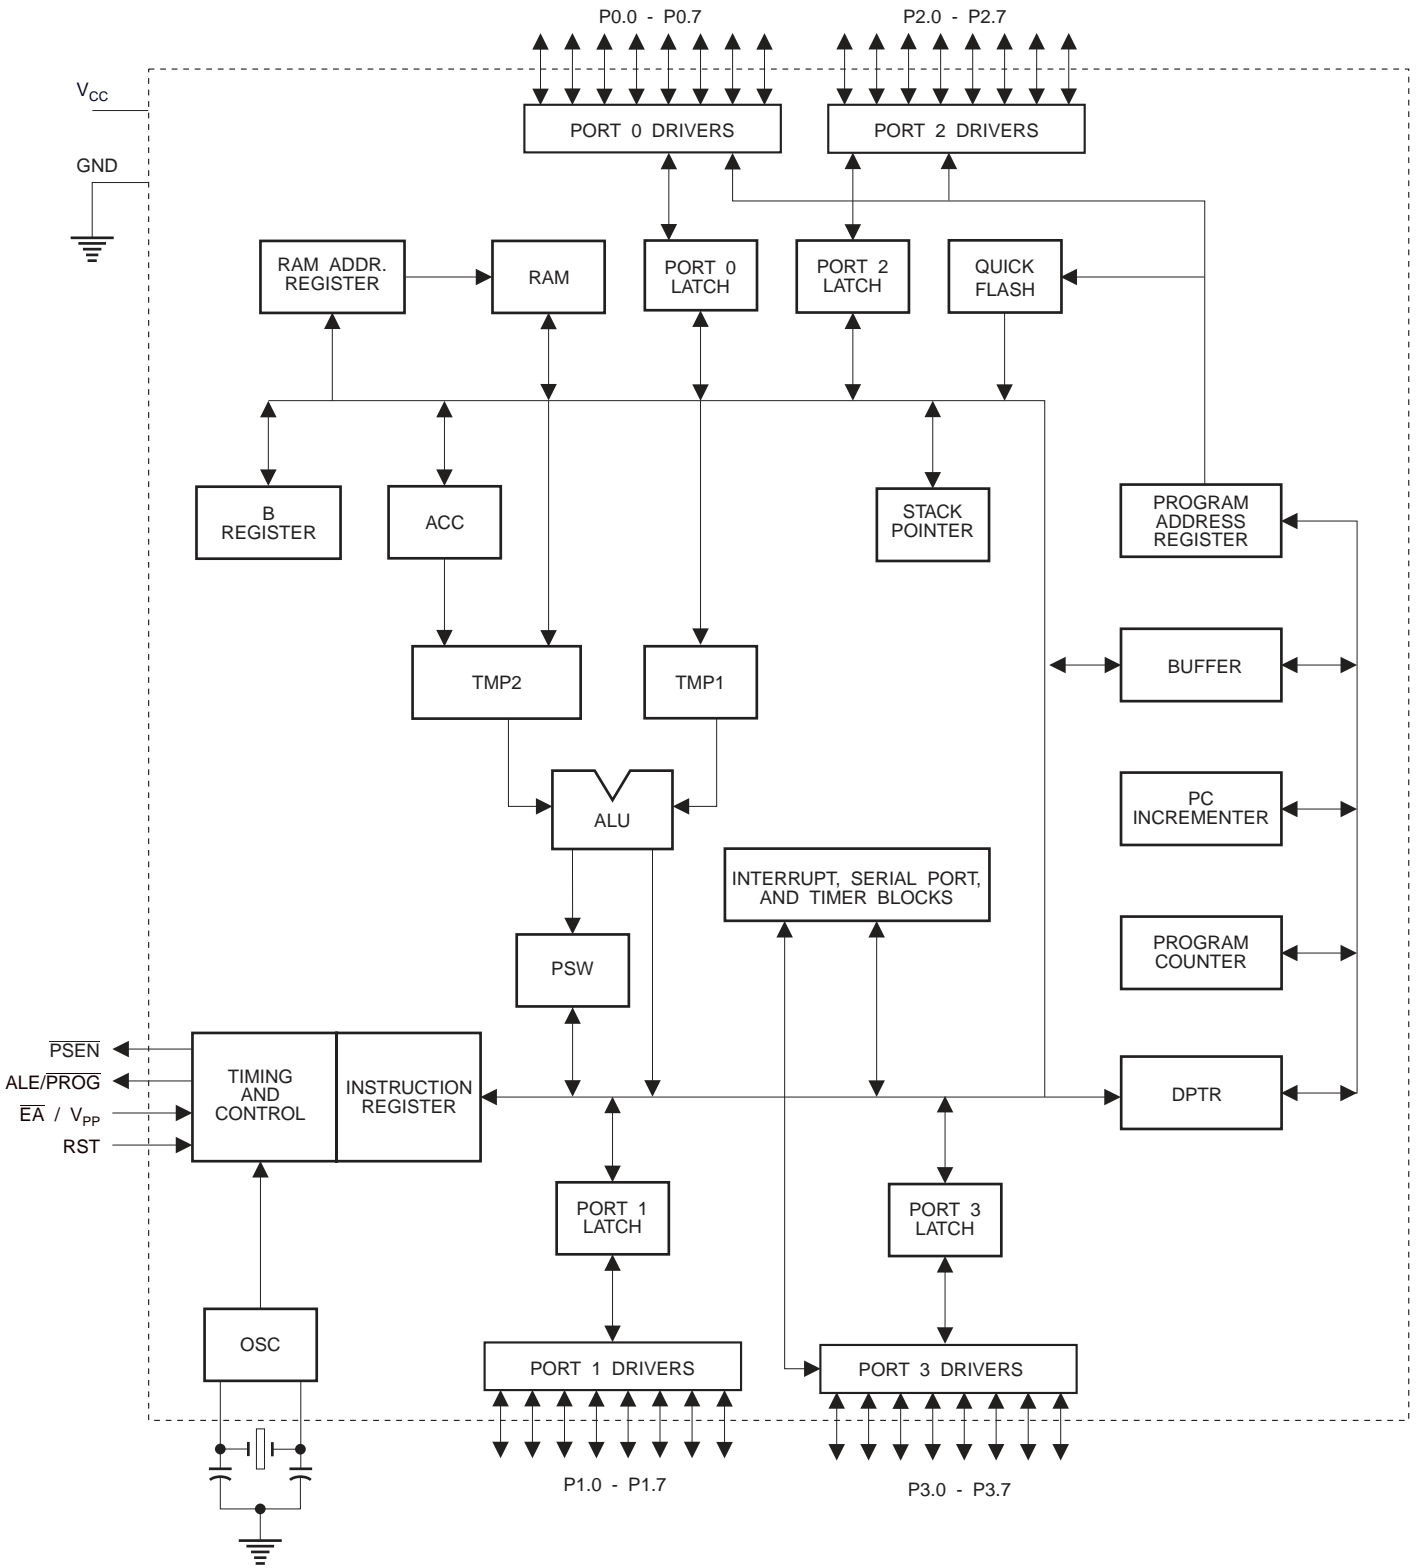 P0.0 - P0.7
P2.0 - P2.7
VCC
GND
PORT 0 DRIVERS
PORT 2 DRIVERS
RAM ADDR.
REGISTER
RAM
PORT 0
LATCH
PORT 2
LATCH
QUICK
FLASH
B
REGISTER
ACC
STACK
POINTER
PROGRAM
ADDRESS
REGISTER
TMP2
TMP1
BUFFER
ALU
PC
INCREMENTER
INTERRUPT, SERIAL PORT,
AND TIMER BLOCKS
PSW
PROGRAM
COUNTER
PSEN
ALE/PROG
EA / VPP
RST
TIMING
AND
CONTROL
INSTRUCTION
REGISTER
DPTR
PORT 1
LATCH
PORT 3
LATCH
OSC
PORT 1 DRIVERS
PORT 3 DRIVERS
P1.0 - P1.7
P3.0 - P3.7